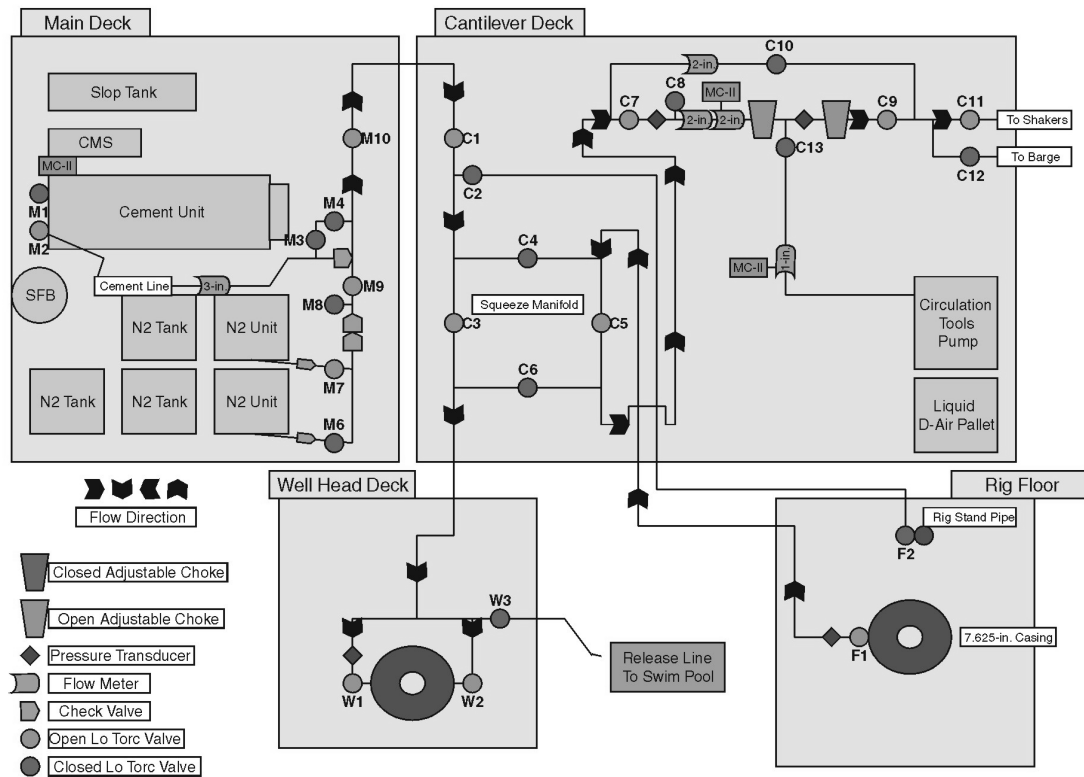 Main Deck
Cantilever Deck
Slop Tank
CMS
MC-II
Cement Unit
M1
M2
M3
M4
M10
SFB
Cement Line
3-in.
M9
M8
N2 Tank
N2 Unit
M7
N2 Tank
N2 Tank
N2 Unit
M6
C1
C2
C4
C3
Squeeze Manifold
C5
C6
C10
2-in.
C8
MC-II
C7
2-in.
2-in.
C9
C11
To Shakers
C13
To Barge
C12
MC-II
1-in.
Circulation
Tools
Pump
Liquid
D-Air Pallet
Flow Direction
Closed Adjustable Choke
Open Adjustable Choke
Pressure Transducer
Flow Meter
Check Valve
Open Lo Torc Valve
Closed Lo Torc Valve
Well Head Deck
W3
W1
W2
Release Line
To Swim Pool
Rig Floor
Rig Stand Pipe
F2
F1
7.625-in. Casing